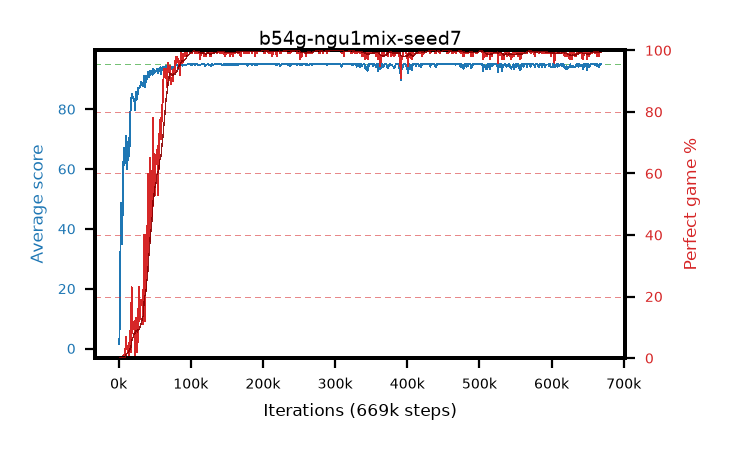 b54g-ngu1mix-seed7
100
80
60
40
20
0
80
60
40
20
0
Average score
Perfect game %
0k 100k 200k 300k 400k 500k 600k 700k
Iterations (669k steps)